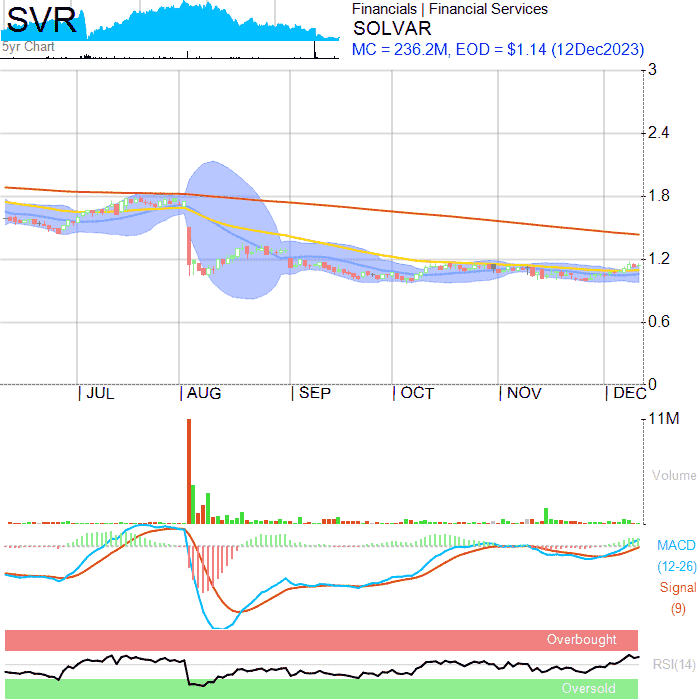 SVR
5yr Chart
Financials | Financial Services
SOLVAR
MC = 236.2M, EOD = $1.14 (12Dec2023)
3
2.4
1.8
1.2
0.6
0
| JUL | AUG | SEP | OCT | NOV | DEC
11M
Volume
MACD
(12-26)
Signal
(9)
Overbought
RSI(14)
Oversold